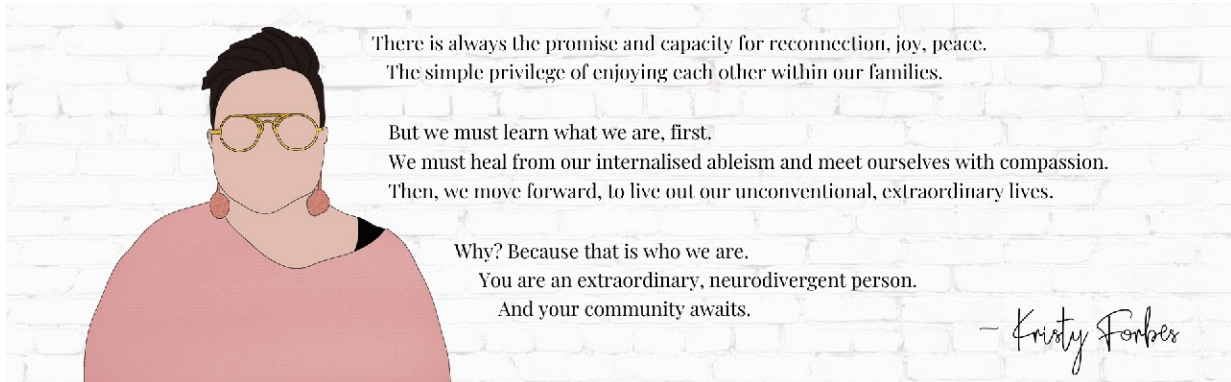 There is always the promise and capacity for reconnection, joy, peace.
The simple privilege of enjoying each other within our families.
But we must learn what we are, first.
We must heal from our internalised ableism and meet ourselves with compassion.
Then, we move forward, to live out our unconventional, extraordinary lives.
Why? Because that is who we are.
You are an extraordinary, neurodivergent person.
And your community awaits.
— Kristy Forbes